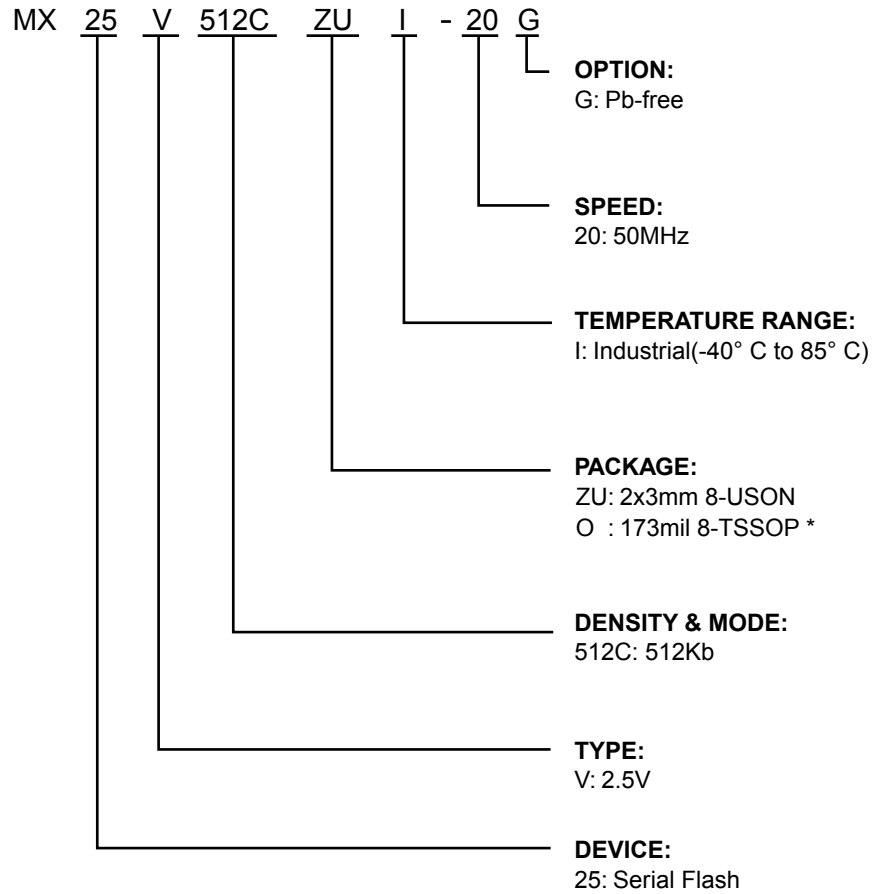 MX 25 V 512C ZU I - 20 G
OPTION:
G: Pb-free
SPEED:
20: 50MHz
TEMPERATURE RANGE:
I: Industrial(-40° C to 85° C)
PACKAGE:
ZU: 2x3mm 8-USON
O : 173mil 8-TSSOP *
DENSITY & MODE:
512C: 512Kb
TYPE:
V: 2.5V
DEVICE:
25: Serial Flash